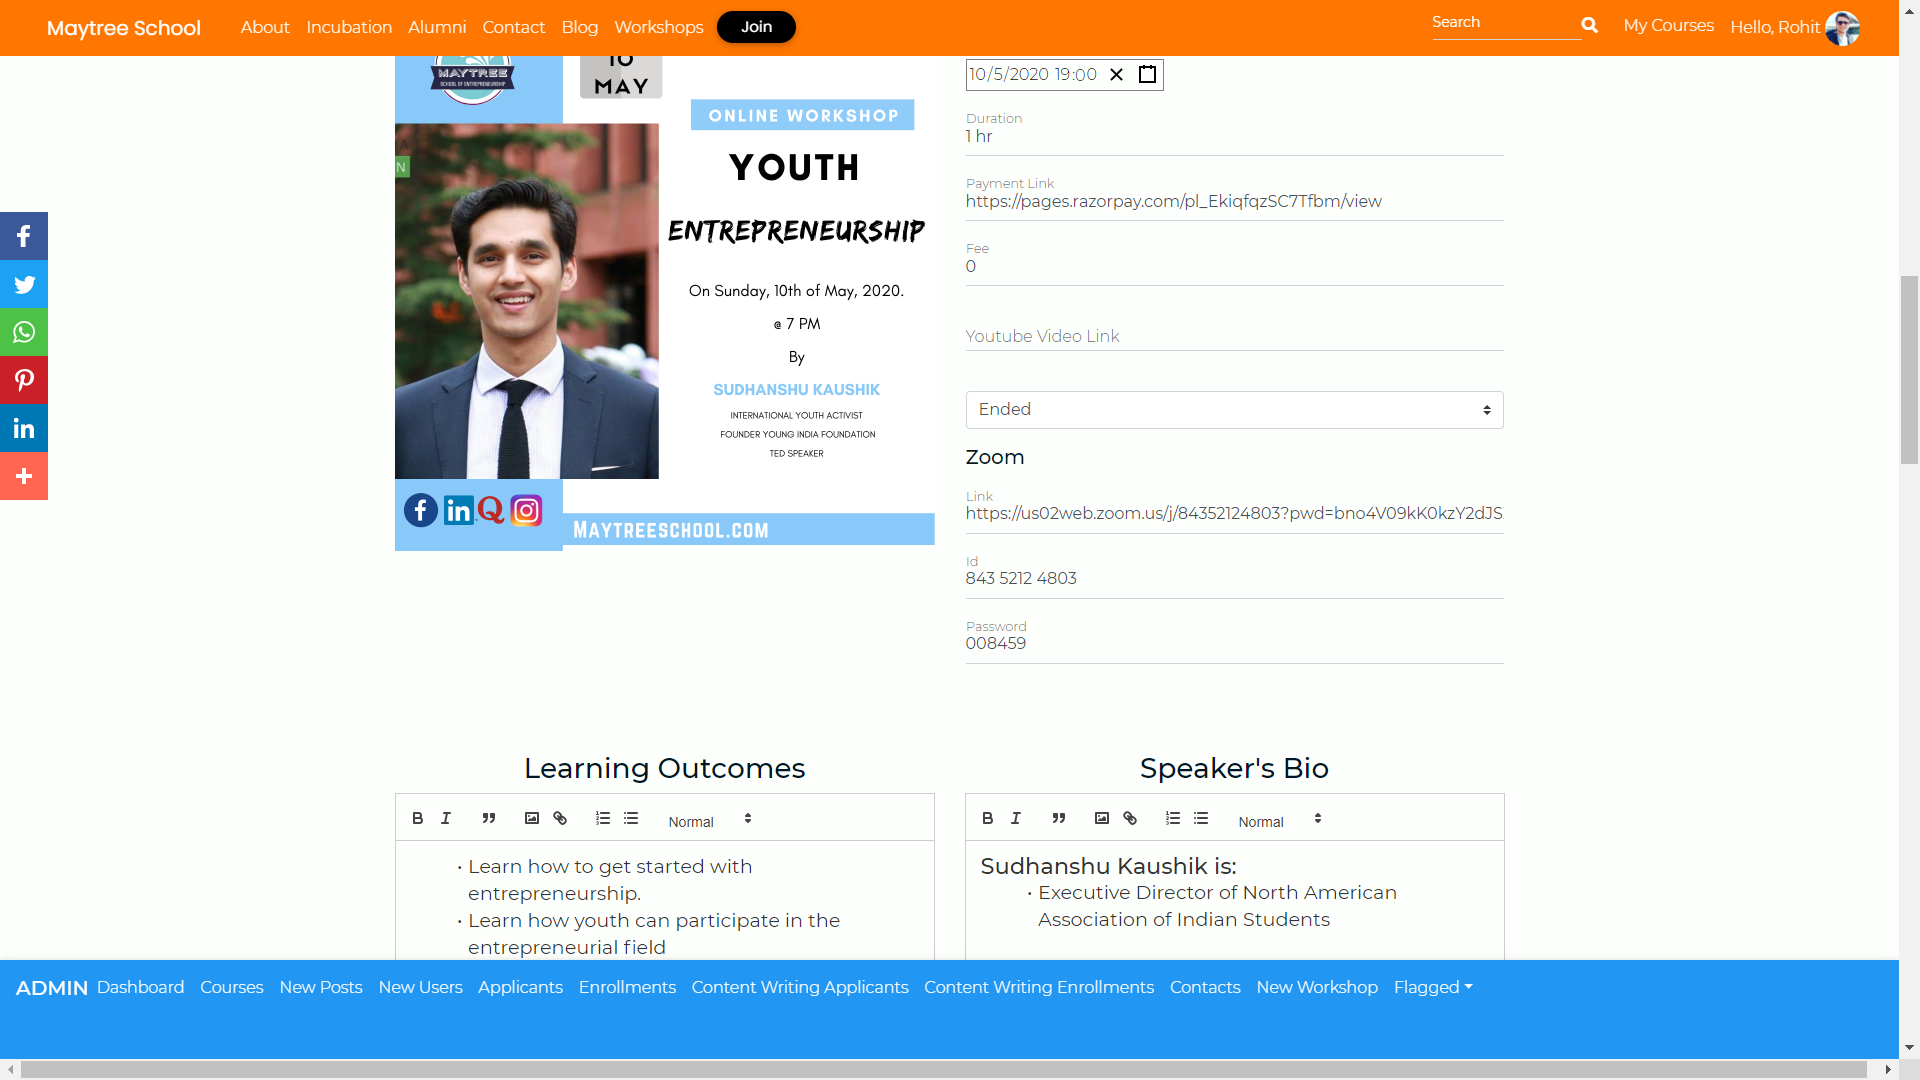 Maytree School About Incubation Alumni Contact Blog Workshops Join Search My Courses Hello, Rohit
MAYTREE
SCHOOL OF ENTREPRENEURSHIP
10
MAY
ONLINE WORKSHOP
YOUTH
ENTREPRENEURSHIP
On Sunday, 10th of May, 2020.
@ 7 PM
By
SUDHANSHU KAUSHIK
INTERNATIONAL YOUTH ACTIVIST
FOUNDER YOUNG INDIA FOUNDATION
TED SPEAKER
MAYTREESCHOOL.COM
10/5/2020 19:00
Duration
1 hr
Payment Link
https://pages.razorpay.com/pl_EkiqfqzSC7Tfbm/view
Fee
0
Youtube Video Link
Ended
Zoom
Link
https://us02web.zoom.us/j/84352124803?pwd=bno4V09kK0kzY2dJS
Id
843 5212 4803
Password
008459
Learning Outcomes
Normal
• Learn how to get started with
entrepreneurship.
• Learn how youth can participate in the
entrepreneurial field
Speaker's Bio
Normal
Sudhanshu Kaushik is:
• Executive Director of North American
Association of Indian Students
ADMIN Dashboard Courses New Posts New Users Applicants Enrollments Content Writing Applicants Content Writing Enrollments Contacts New Workshop Flagged